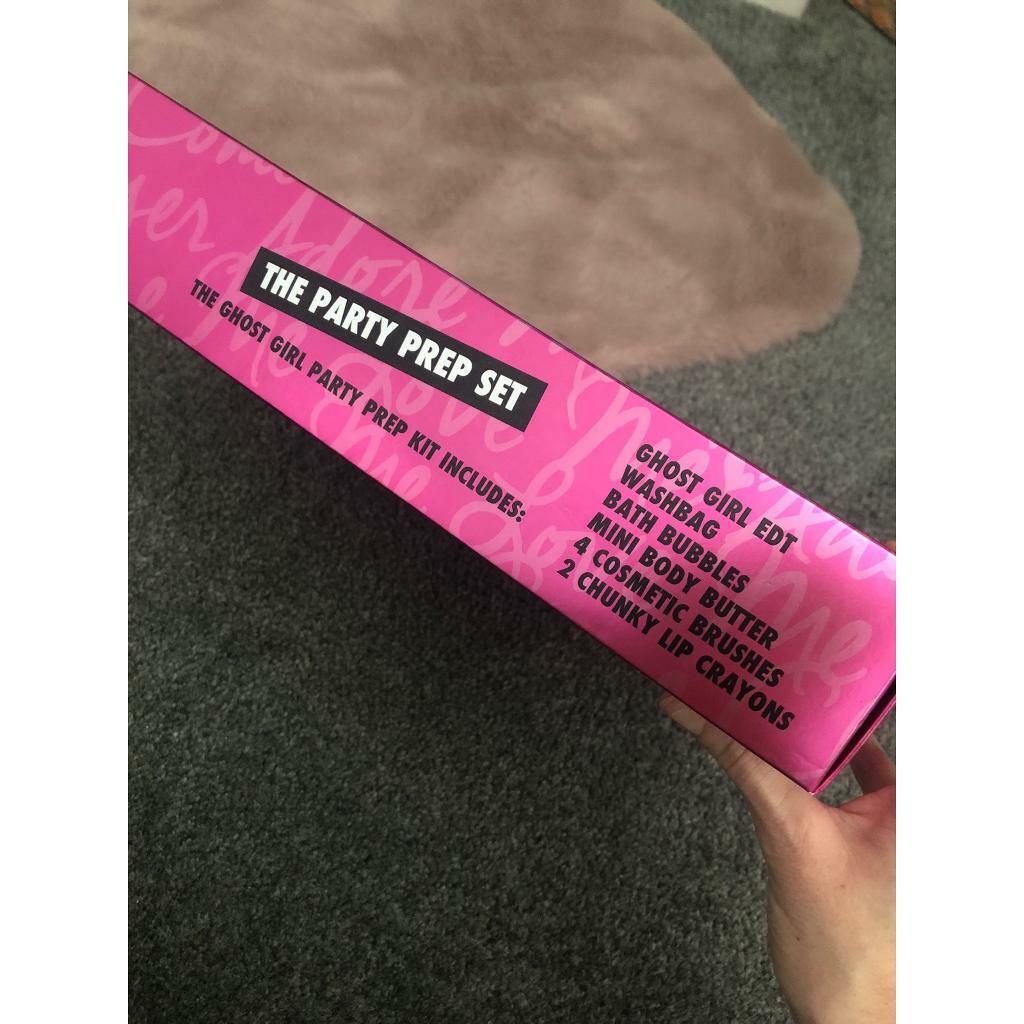 THE PARTY PREP SET
THE GHOST GIRL PARTY PREP KIT INCLUDES:
GHOST GIRL EDT
WASHBAG
BATH BUBBLES
MINI BODY BUTTER
4 COSMETIC BRUSHES
2 CHUNKY LIP CRAYONS
Adore